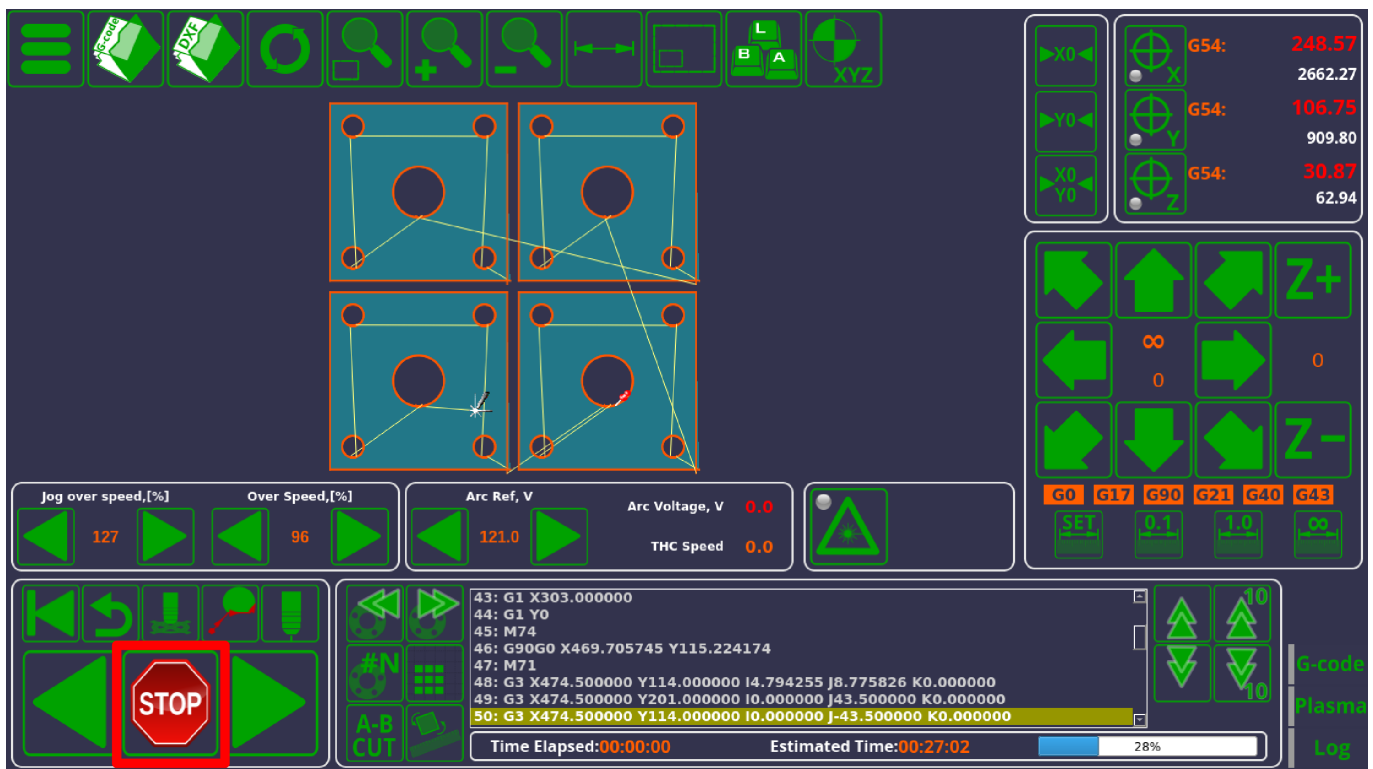 G-code
DXF
L
B A
XYZ
X0
Y0
X0
Y0
G54: 248.57
X 2662.27
G54: 106.75
Y 909.80
G54: 30.87
Z 62.94
Z+
∞
0
0
Z-
G0 G17 G90 G21 G40 G43
SET 0.1 1.0 ∞
Jog over speed,[%] Over Speed,[%]
127 96
Arc Ref, V
121.0
Arc Voltage, V 0.0
THC Speed 0.0
STOP
#N
A-B
CUT
43: G1 X303.000000
44: G1 Y0
45: M74
46: G90G0 X469.705745 Y115.224174
47: M71
48: G3 X474.500000 Y114.000000 I4.794255 J8.775826 K0.000000
49: G3 X474.500000 Y201.000000 I0.000000 J43.500000 K0.000000
50: G3 X474.500000 Y114.000000 I0.000000 J-43.500000 K0.000000
10
10
G-code
Plasma
Log
Time Elapsed:00:00:00 Estimated Time:00:27:02 28%